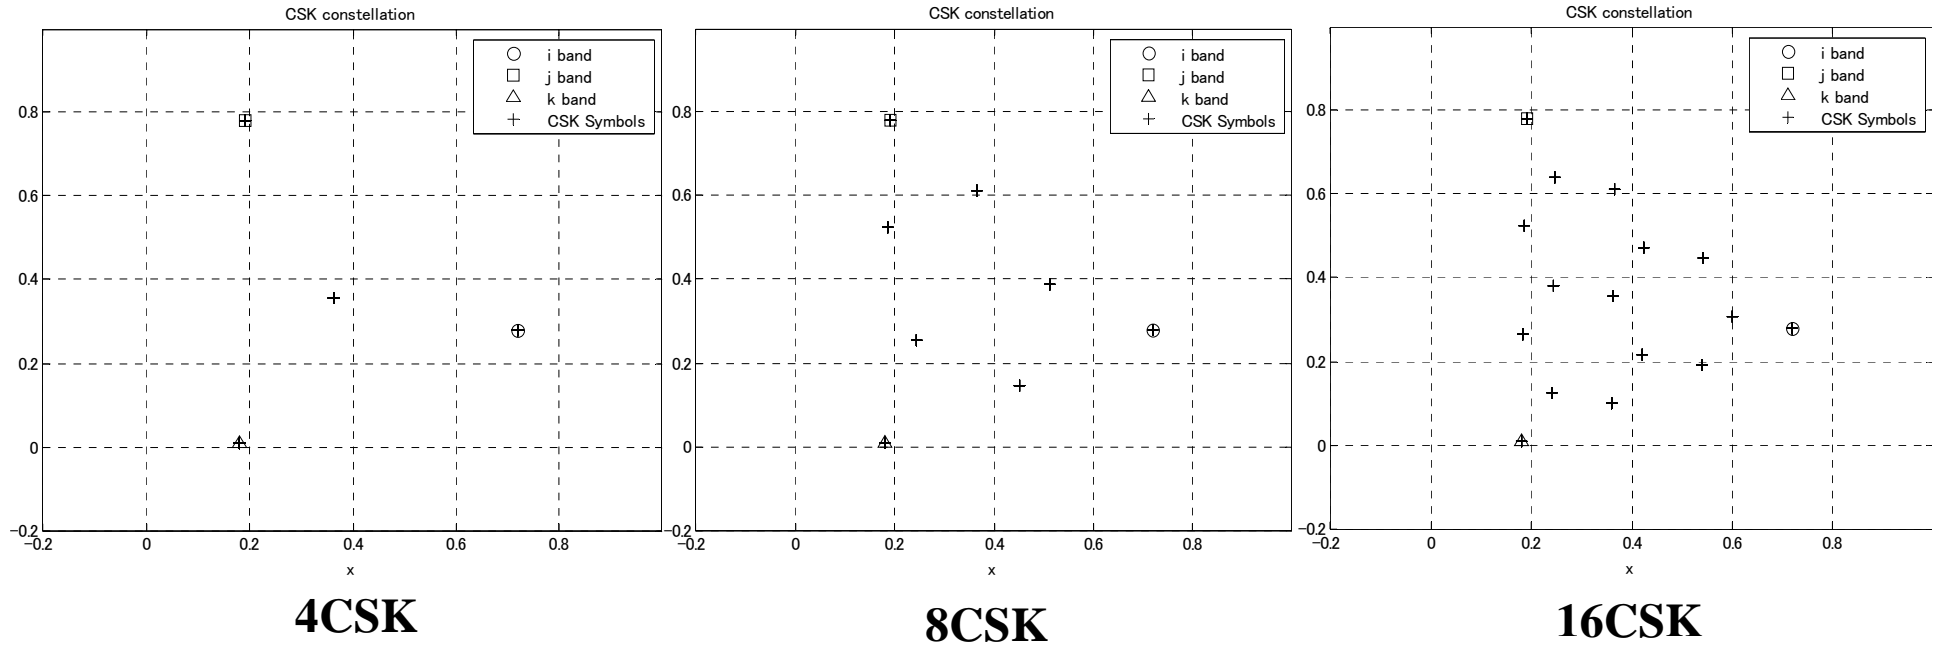 CSK constellation
i band
j band
k band
CSK Symbols
0.8
0.6
0.4
0.2
0
−0.2
−0.2 0 0.2 0.4 0.6 0.8
x
4CSK
CSK constellation
i band
j band
k band
CSK Symbols
0.8
0.6
0.4
0.2
0
−0.2
−0.2 0 0.2 0.4 0.6 0.8
x
8CSK
CSK constellation
i band
j band
k band
CSK Symbols
0.8
0.6
0.4
0.2
0
−0.2
−0.2 0 0.2 0.4 0.6 0.8
x
16CSK